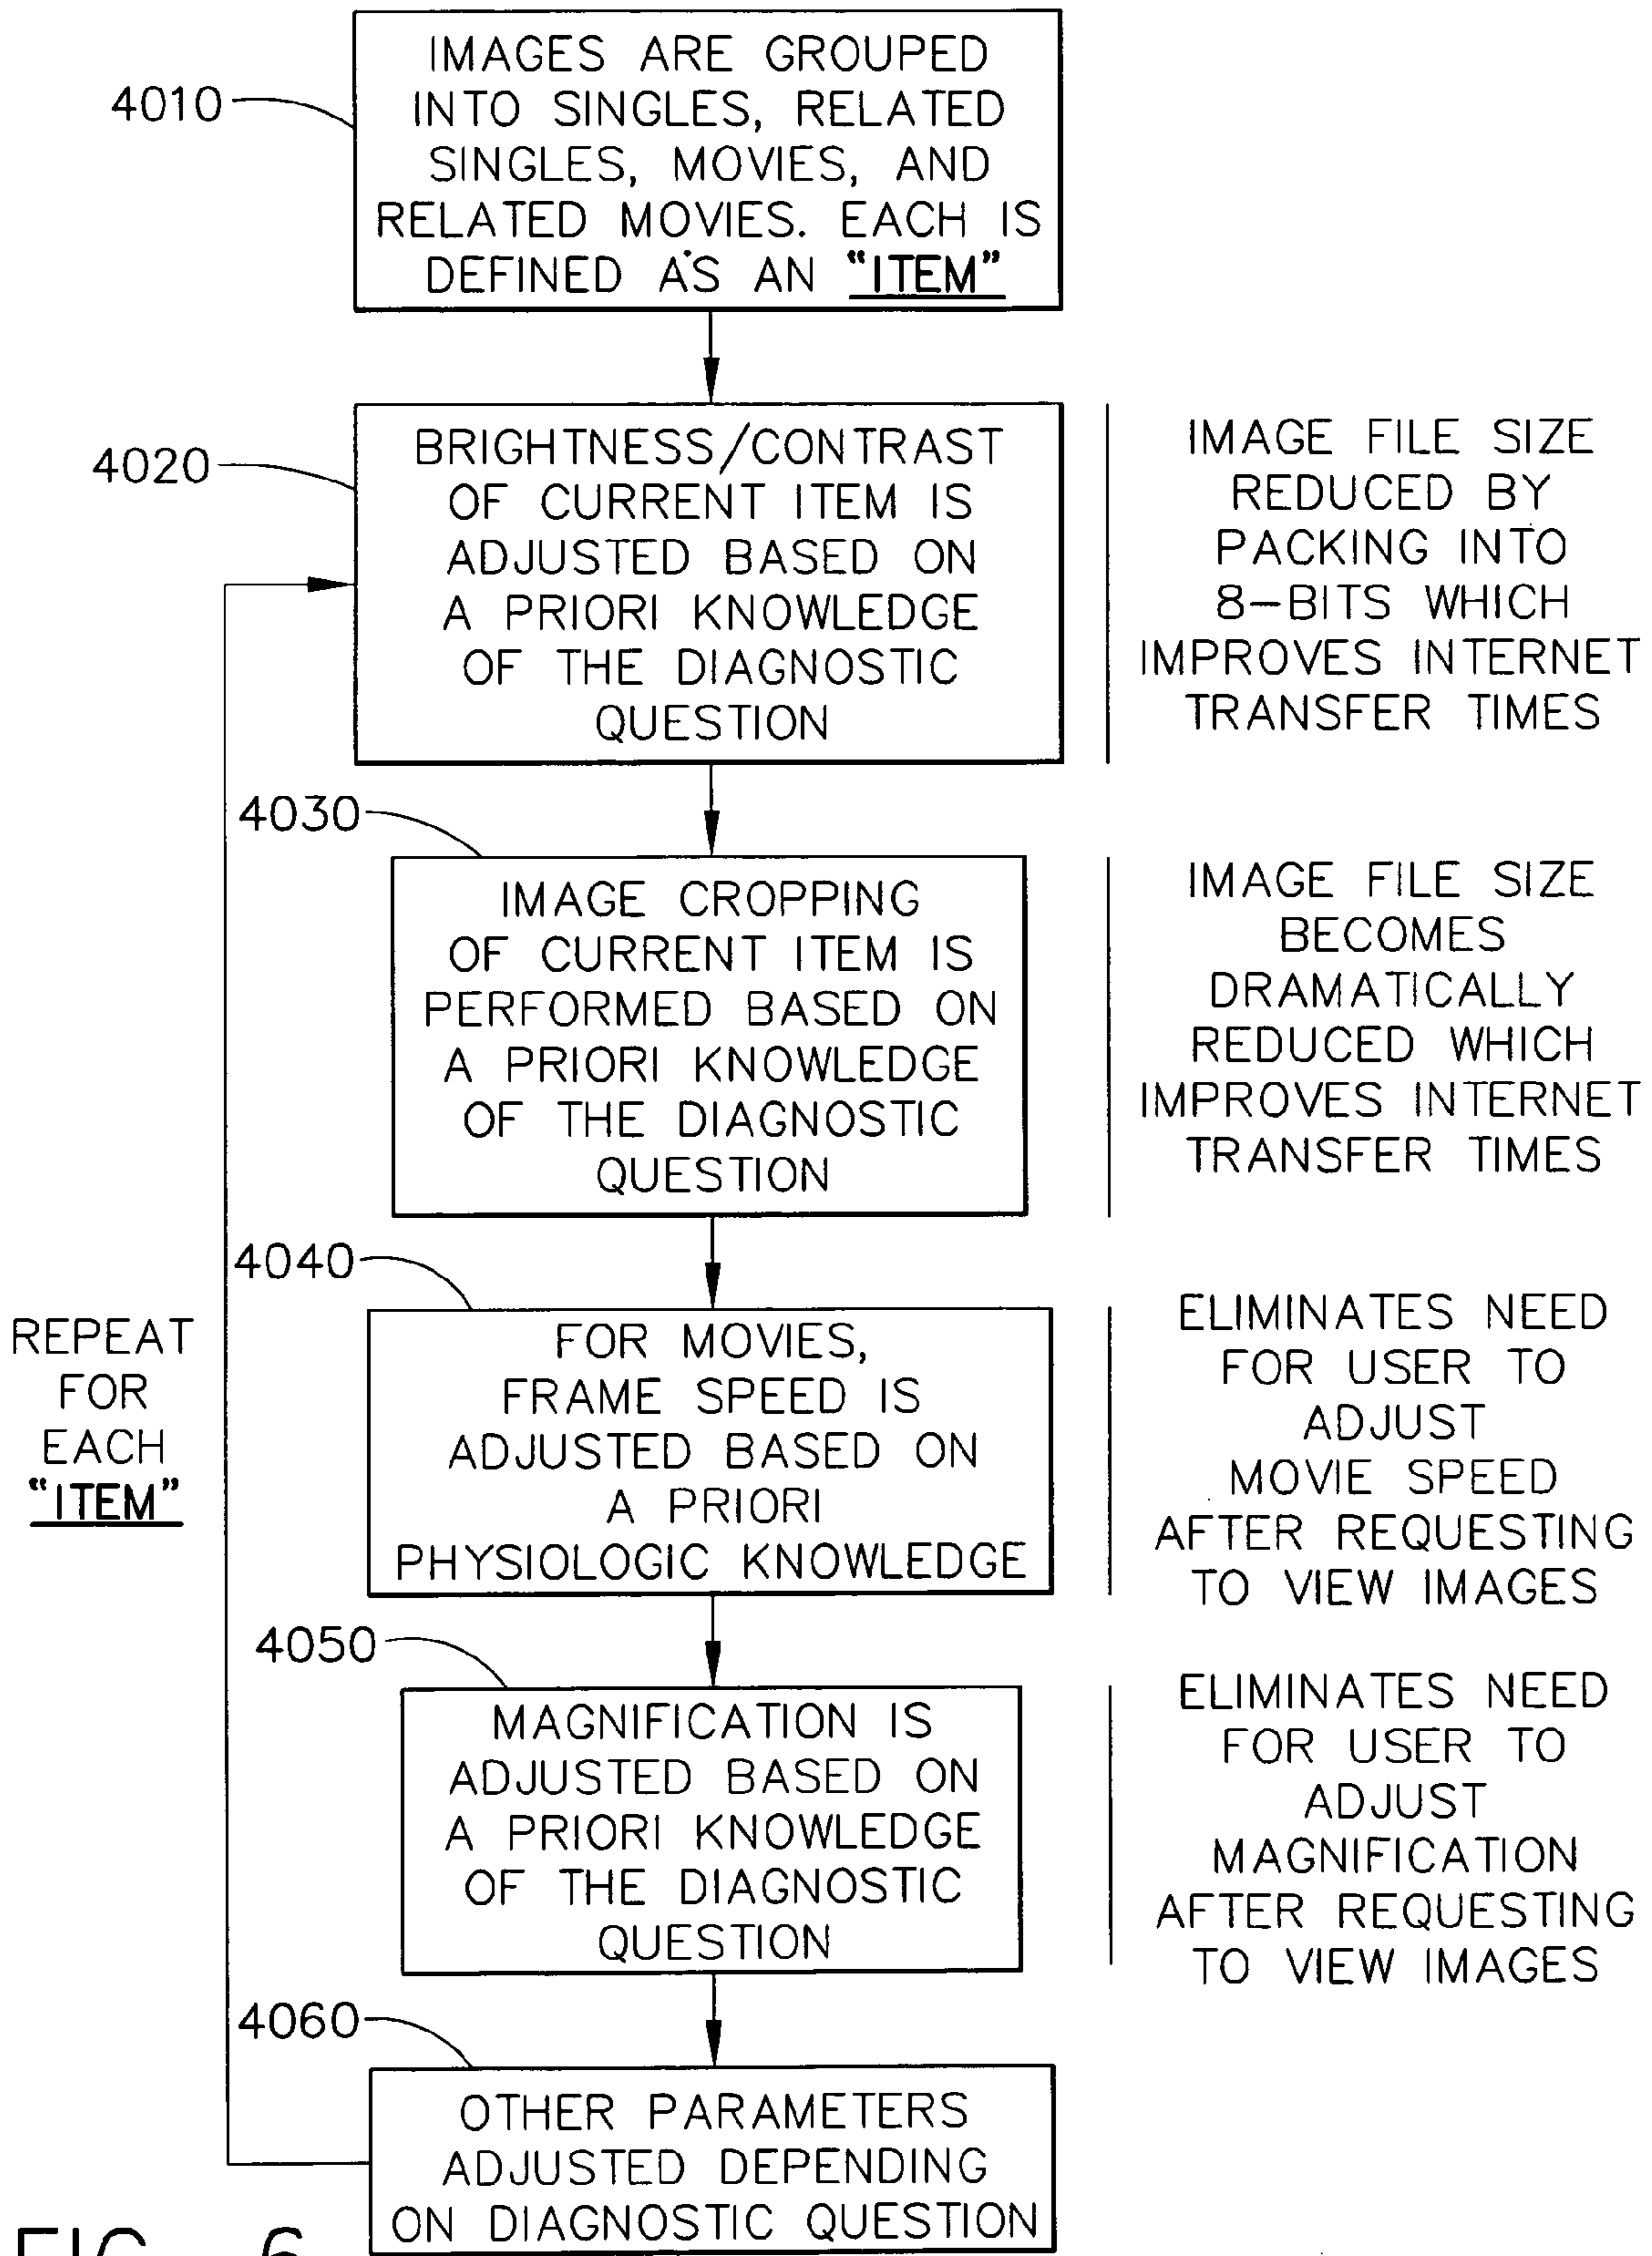 4010
IMAGES ARE GROUPED
INTO SINGLES, RELATED
SINGLES, MOVIES, AND
RELATED MOVIES. EACH IS
DEFINED AS AN "ITEM"
4020
BRIGHTNESS/CONTRAST
OF CURRENT ITEM IS
ADJUSTED BASED ON
A PRIORI KNOWLEDGE
OF THE DIAGNOSTIC
QUESTION
IMAGE FILE SIZE
REDUCED BY
PACKING INTO
8-BITS WHICH
IMPROVES INTERNET
TRANSFER TIMES
4030
IMAGE CROPPING
OF CURRENT ITEM IS
PERFORMED BASED ON
A PRIORI KNOWLEDGE
OF THE DIAGNOSTIC
QUESTION
IMAGE FILE SIZE
BECOMES
DRAMATICALLY
REDUCED WHICH
IMPROVES INTERNET
TRANSFER TIMES
4040
FOR MOVIES,
FRAME SPEED IS
ADJUSTED BASED ON
A PRIORI
PHYSIOLOGIC KNOWLEDGE
ELIMINATES NEED
FOR USER TO
ADJUST
MOVIE SPEED
AFTER REQUESTING
TO VIEW IMAGES
REPEAT
FOR
EACH
"ITEM"
4050
MAGNIFICATION IS
ADJUSTED BASED ON
A PRIORI KNOWLEDGE
OF THE DIAGNOSTIC
QUESTION
ELIMINATES NEED
FOR USER TO
ADJUST
MAGNIFICATION
AFTER REQUESTING
TO VIEW IMAGES
4060
OTHER PARAMETERS
ADJUSTED DEPENDING
ON DIAGNOSTIC QUESTION
FIG. 6